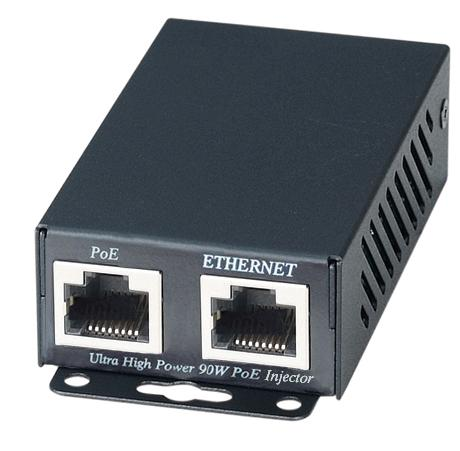 PoE
ETHERNET
Ultra High Power 90W PoE Injector